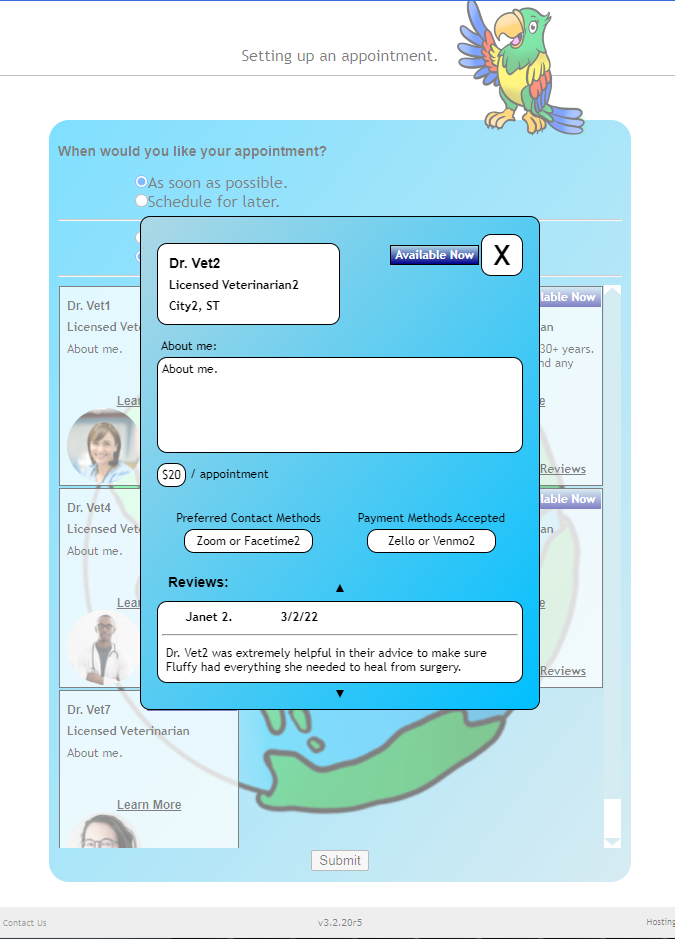 Setting up an appointment.
When would you like your appointment?
As soon as possible.
Schedule for later.
Dr. Vet2
Licensed Veterinarian2
City2, ST
Available Now
X
About me:
About me.
$20 / appointment
Preferred Contact Methods
Payment Methods Accepted
Zoom or Facetime2
Zello or Venmo2
Reviews:
▲
Janet 2. 3/2/22
Dr. Vet2 was extremely helpful in their advice to make sure
Fluffy had everything she needed to heal from surgery.
▼
Dr. Vet1
Licensed Vet
About me.
Lear
lable Now
an
30+ years.
nd any
e
Reviews
Dr. Vet4
Licensed Vet
About me.
Lear
lable Now
an
e
Reviews
Dr. Vet7
Licensed Veterinarian
About me.
Learn More
Submit
Contact Us
v3.2.20r5
Hosting